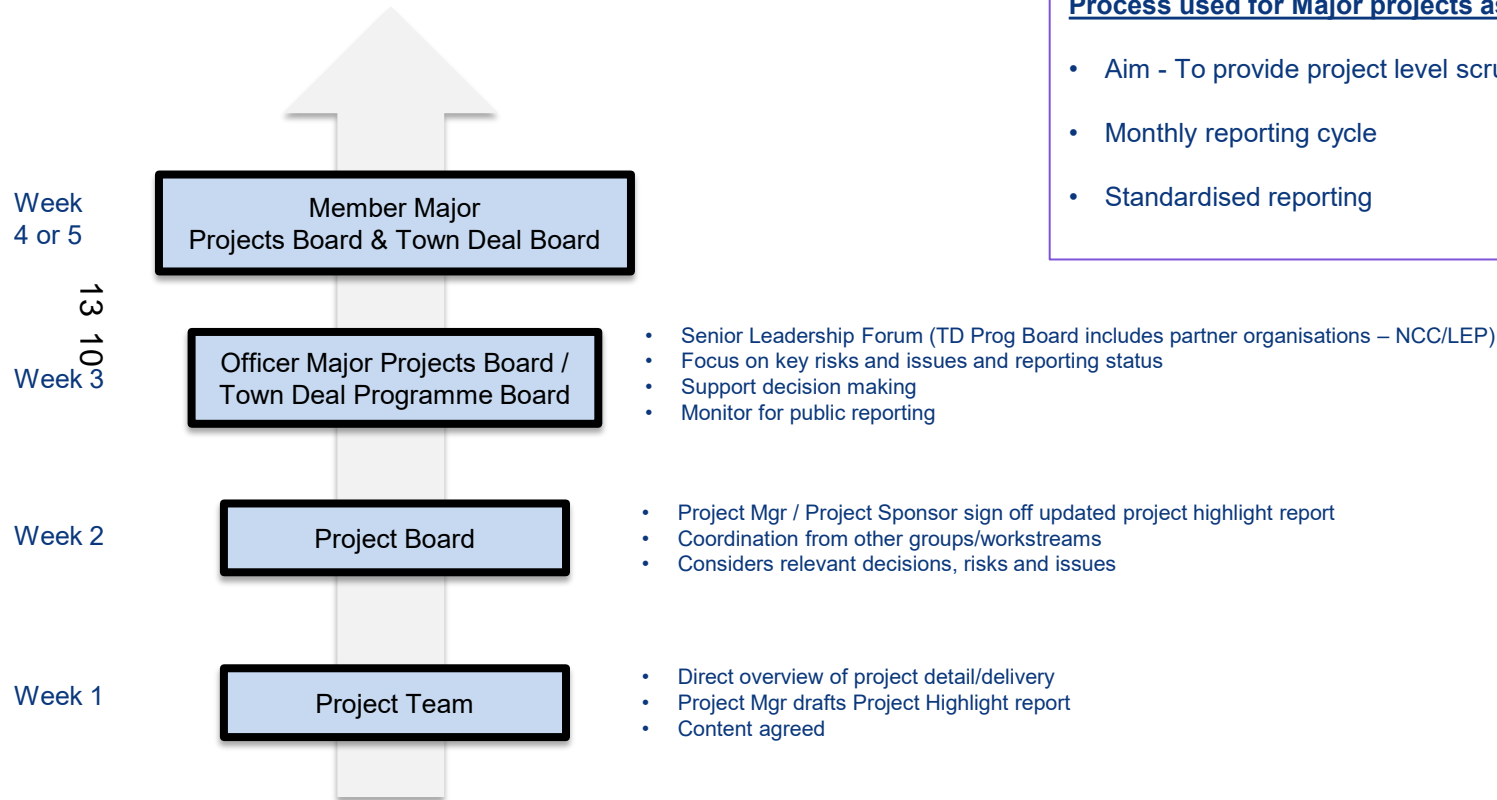 Process used for Major projects as
• Aim - To provide project level scru
• Monthly reporting cycle
• Standardised reporting
Week
4 or 5
Member Major
Projects Board & Town Deal Board
13
10
Week 3
Officer Major Projects Board /
Town Deal Programme Board
• Senior Leadership Forum (TD Prog Board includes partner organisations – NCC/LEP)
• Focus on key risks and issues and reporting status
• Support decision making
• Monitor for public reporting
Week 2
Project Board
• Project Mgr / Project Sponsor sign off updated project highlight report
• Coordination from other groups/workstreams
• Considers relevant decisions, risks and issues
Week 1
Project Team
• Direct overview of project detail/delivery
• Project Mgr drafts Project Highlight report
• Content agreed